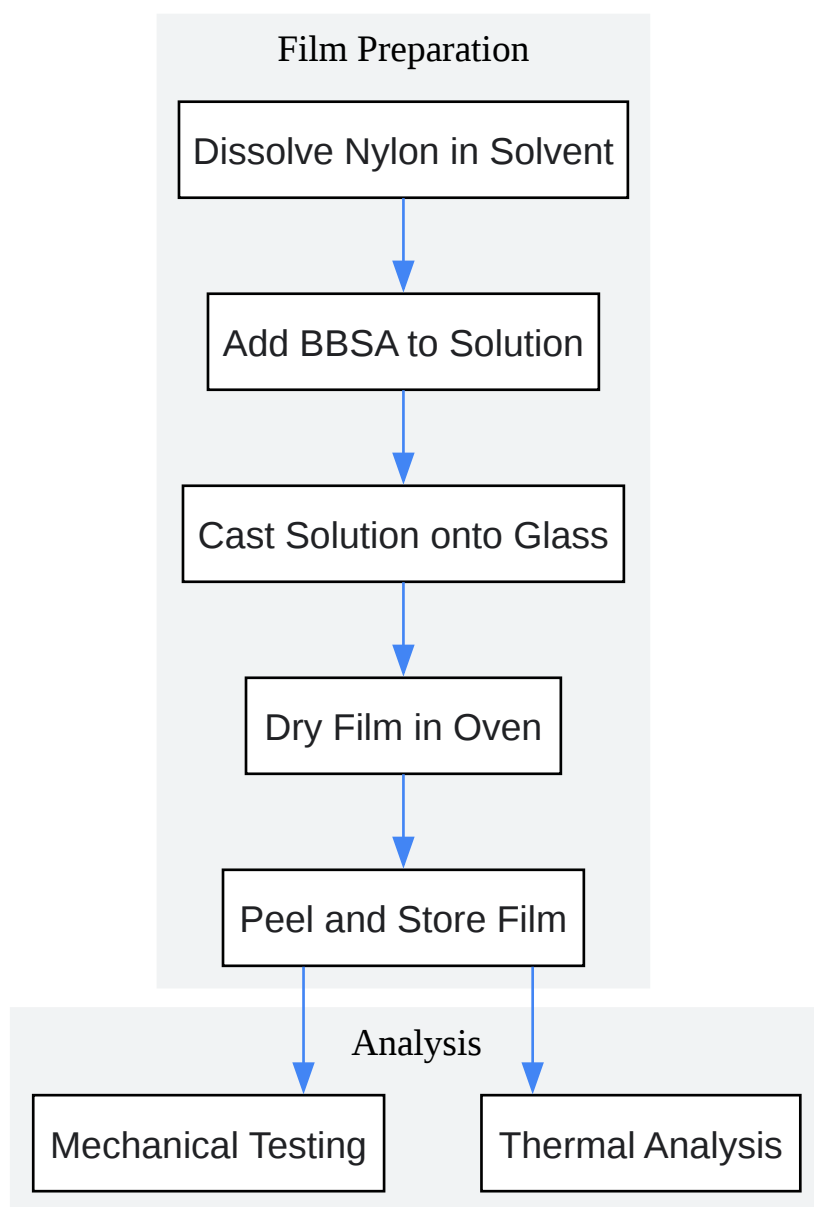 Film Preparation
Dissolve Nylon in Solvent
Add BBSA to Solution
Cast Solution onto Glass
Dry Film in Oven
Peel and Store Film
Analysis
Mechanical Testing
Thermal Analysis